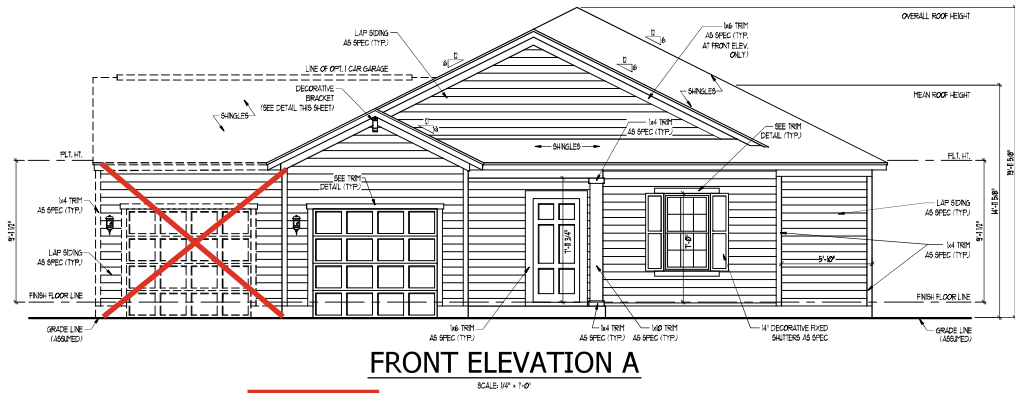 OVERALL ROOF HEIGHT
LAP SIDING
AS SPEC (TYP.)
1x6 TRIM
AS SPEC (TYP.
AT FRONT ELEV.
ONLY)
12
6
12
6
12
6
LINE OF OPT. 1 CAR GARAGE
DECORATIVE
BRACKET
(SEE DETAIL THIS SHEET)
SHINGLES
SHINGLES
MEAN ROOF HEIGHT
12
6
1x4 TRIM
AS SPEC (TYP.)
SEE TRIM
DETAIL (TYP.)
SHINGLES
PLT. HT.
PLT. HT.
SEE TRIM
DETAIL (TYP.)
1x4 TRIM
AS SPEC (TYP.)
LAP SIDING
AS SPEC (TYP.)
9'-1 1/2"
7'-11 3/4"
7'-0"
9'-1 1/2"
14'-11 5/8"
19'-11 5/8"
LAP SIDING
AS SPEC (TYP.)
1x4 TRIM
AS SPEC (TYP.)
5'-10"
FINISH FLOOR LINE
FINISH FLOOR LINE
GRADE LINE
(ASSUMED)
1x6 TRIM
AS SPEC (TYP.)
1x4 TRIM
AS SPEC (TYP.)
1x10 TRIM
AS SPEC (TYP.)
14" DECORATIVE FIXED
SHUTTERS AS SPEC
GRADE LINE
(ASSUMED)
FRONT ELEVATION A
SCALE: 1/4" = 1'-0"